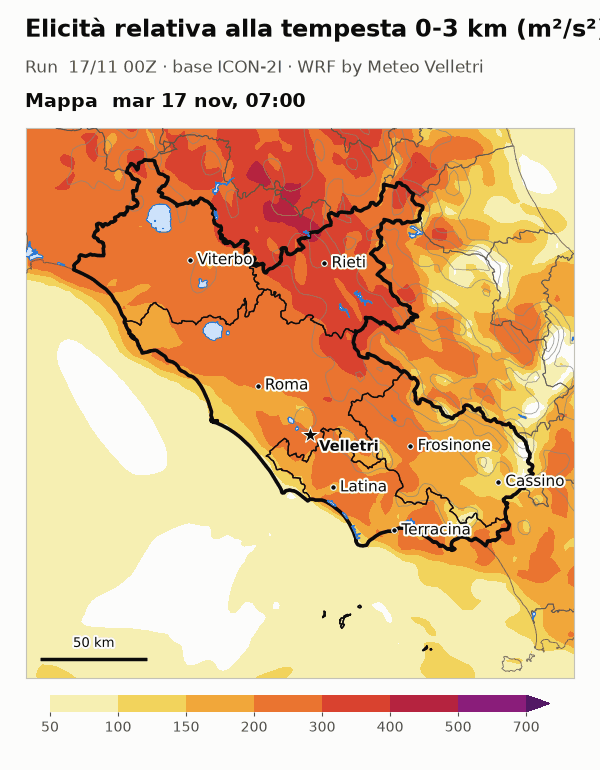 Elicità relativa alla tempesta 0-3 km (m²/s²)
Run 17/11 00Z · base ICON-2I · WRF by Meteo Velletri
Mappa mar 17 nov, 07:00
Viterbo
Rieti
Roma
Velletri
Frosinone
Latina
Cassino
Terracina
50 km
50 100 150 200 300 400 500 700